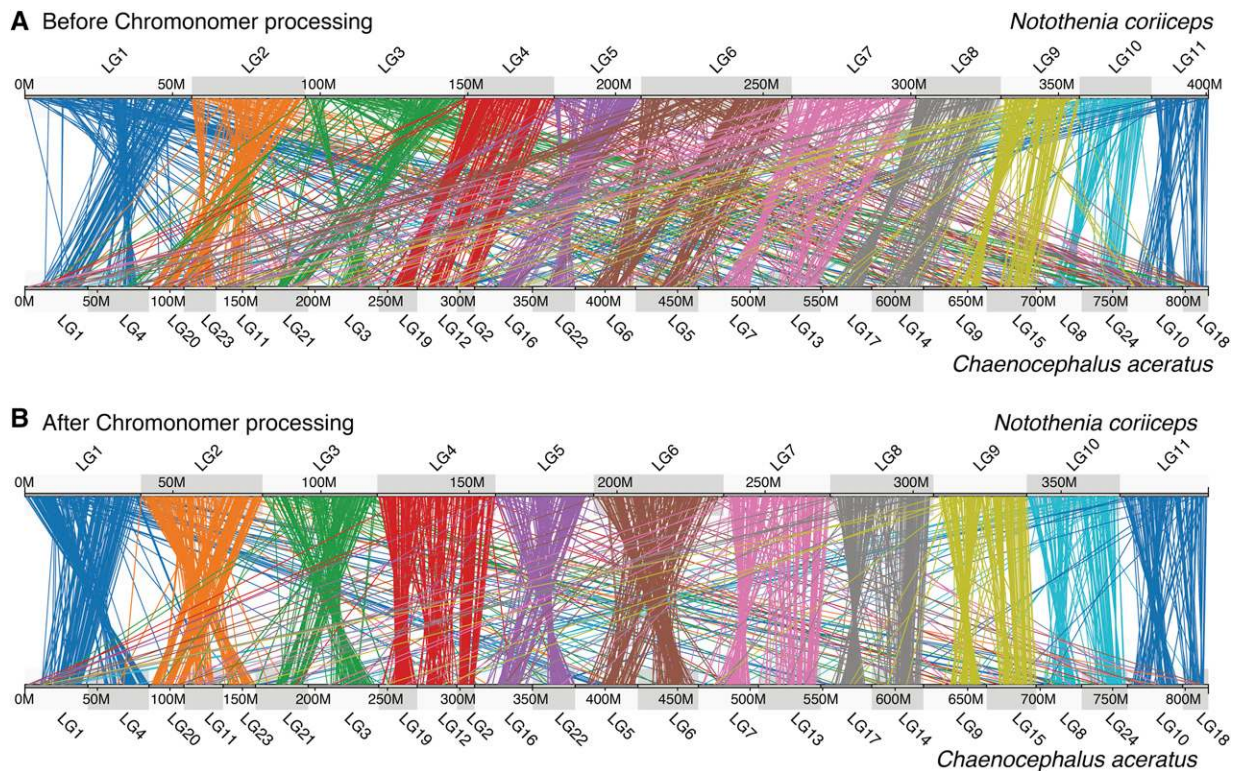 A Before Chromonomer processing Notothenia coriiceps
LG1 LG2 LG3 LG4 LG5 LG6 LG7 LG8 LG9 LG10 LG11
0M 50M 100M 150M 200M 250M 300M 350M 400M
0M 50M 100M 150M 200M 250M 300M 350M 400M 450M 500M 550M 600M 650M 700M 750M 800M
LG1 LG4 LG20 LG23 LG11 LG21 LG3 LG19 LG12 LG2 LG16 LG22 LG6 LG5 LG7 LG13 LG17 LG14 LG9 LG15 LG8 LG24 LG10 LG18
Chaenocephalus aceratus
B After Chromonomer processing Notothenia coriiceps
LG1 LG2 LG3 LG4 LG5 LG6 LG7 LG8 LG9 LG10 LG11
0M 50M 100M 150M 200M 250M 300M 350M
0M 50M 100M 150M 200M 250M 300M 350M 400M 450M 500M 550M 600M 650M 700M 750M 800M
LG1 LG4 LG20 LG11 LG23 LG21 LG3 LG19 LG12 LG2 LG16 LG22 LG5 LG6 LG7 LG13 LG17 LG14 LG9 LG15 LG8 LG24 LG10 LG18
Chaenocephalus aceratus